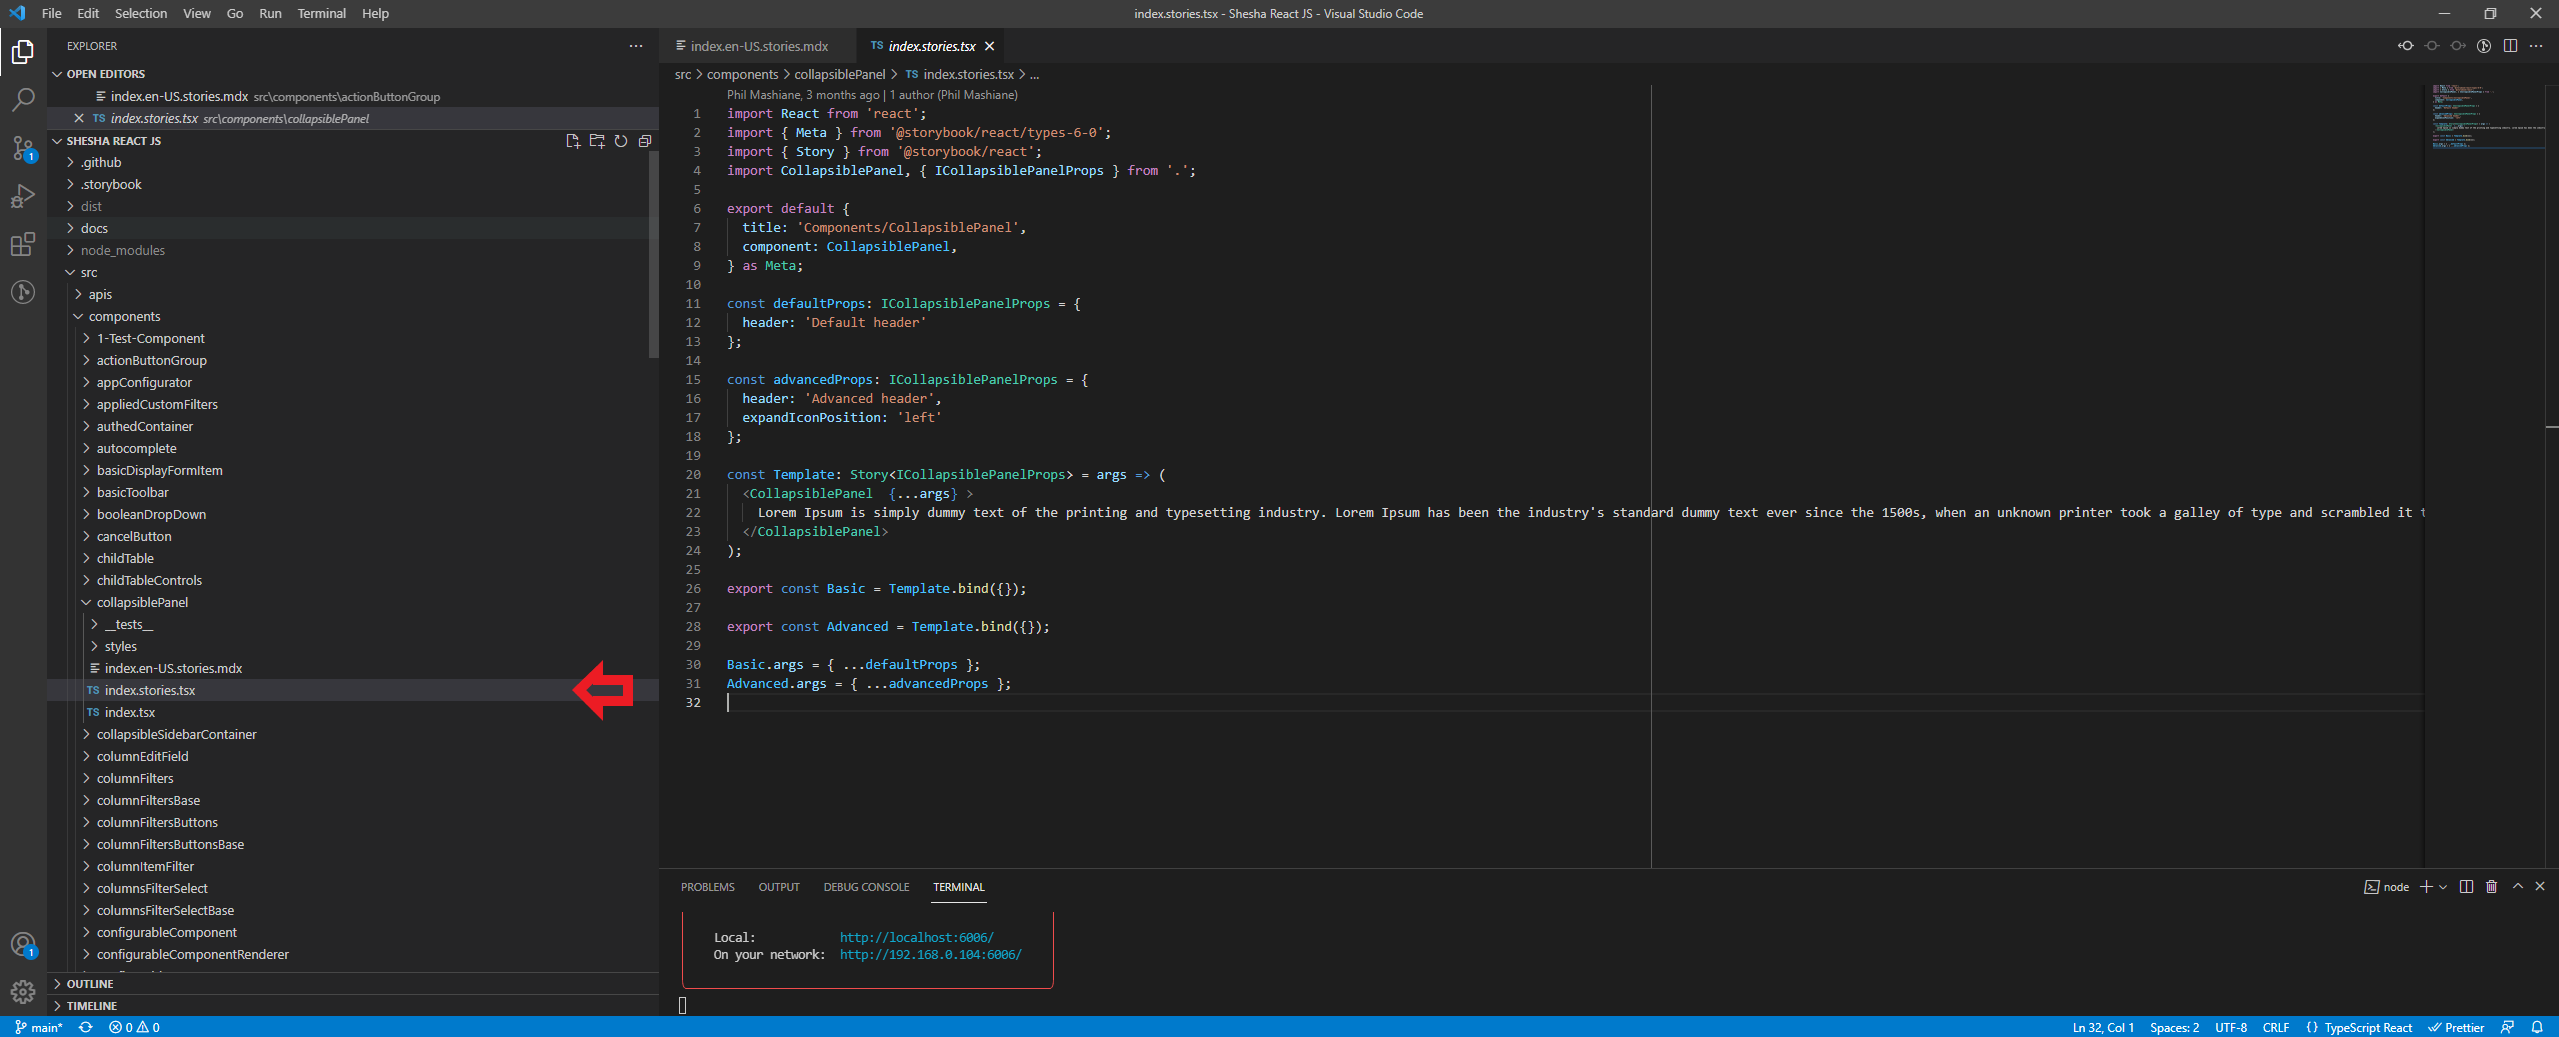 File Edit Selection View Go Run Terminal Help
index.stories.tsx - Shesha React JS - Visual Studio Code
EXPLORER
OPEN EDITORS
index.en-US.stories.mdx src\components\actionButtonGroup
TS index.stories.tsx src\components\collapsiblePanel
SHESHA REACT JS
.github
.storybook
dist
docs
node_modules
src
apis
components
1-Test-Component
actionButtonGroup
appConfigurator
appliedCustomFilters
authedContainer
autocomplete
basicDisplayFormItem
basicToolbar
booleanDropDown
cancelButton
childTable
childTableControls
collapsiblePanel
__tests__
styles
index.en-US.stories.mdx
TS index.stories.tsx
TS index.tsx
collapsibleSidebarContainer
columnEditField
columnFilters
columnFiltersBase
columnFiltersButtons
columnFiltersButtonsBase
columnItemFilter
columnsFilterSelect
columnsFilterSelectBase
configurableComponent
configurableComponentRenderer
OUTLINE
TIMELINE
1
1
index.en-US.stories.mdx TS index.stories.tsx
src > components > collapsiblePanel > TS index.stories.tsx > ...
Phil Mashiane, 3 months ago | 1 author (Phil Mashiane)
1 import React from 'react';
2 import { Meta } from '@storybook/react/types-6-0';
3 import { Story } from '@storybook/react';
4 import CollapsiblePanel, { ICollapsiblePanelProps } from '.';
5
6 export default {
7 title: 'Components/CollapsiblePanel',
8 component: CollapsiblePanel,
9 } as Meta;
10
11 const defaultProps: ICollapsiblePanelProps = {
12 header: 'Default header'
13 };
14
15 const advancedProps: ICollapsiblePanelProps = {
16 header: 'Advanced header',
17 expandIconPosition: 'left'
18 };
19
20 const Template: Story<ICollapsiblePanelProps> = args => (
21 <CollapsiblePanel {...args} >
22 Lorem Ipsum is simply dummy text of the printing and typesetting industry. Lorem Ipsum has been the industry's standard dummy text ever since the 1500s, when an unknown printer took a galley of type and scrambled it t
23 </CollapsiblePanel>
24 );
25
26 export const Basic = Template.bind({});
27
28 export const Advanced = Template.bind({});
29
30 Basic.args = { ...defaultProps };
31 Advanced.args = { ...advancedProps };
32
PROBLEMS OUTPUT DEBUG CONSOLE TERMINAL
node
Local: http://localhost:6006/
On your network: http://192.168.0.104:6006/
main* 0 0
Ln 32, Col 1 Spaces: 2 UTF-8 CRLF {} TypeScript React Prettier